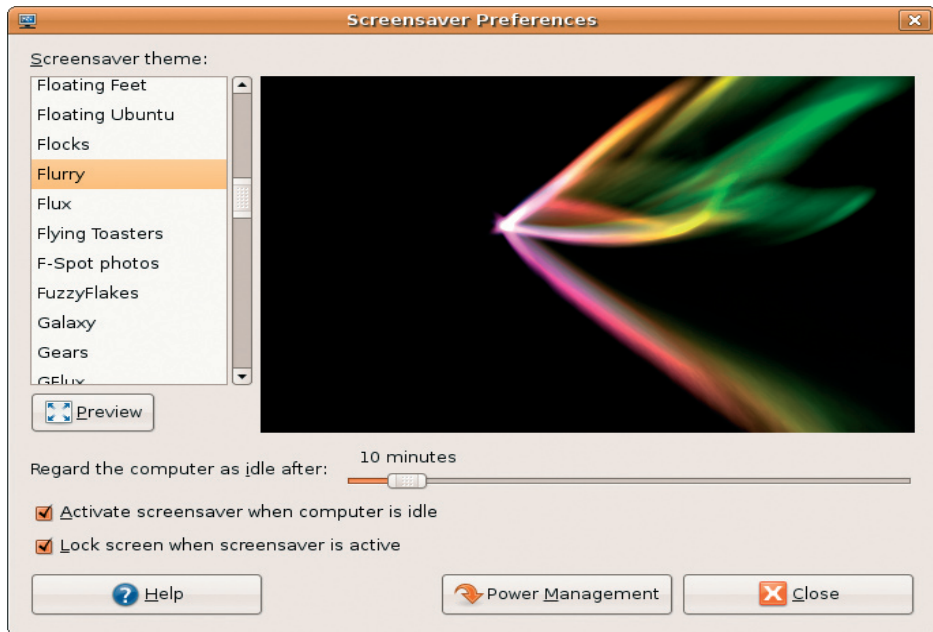 Screensaver Preferences
Screensaver theme:
Floating Feet
Floating Ubuntu
Flocks
Flurry
Flux
Flying Toasters
F-Spot photos
FuzzyFlakes
Galaxy
Gears
GFlux
Preview
Regard the computer as idle after:
10 minutes
Activate screensaver when computer is idle
Lock screen when screensaver is active
Help
Power Management
Close